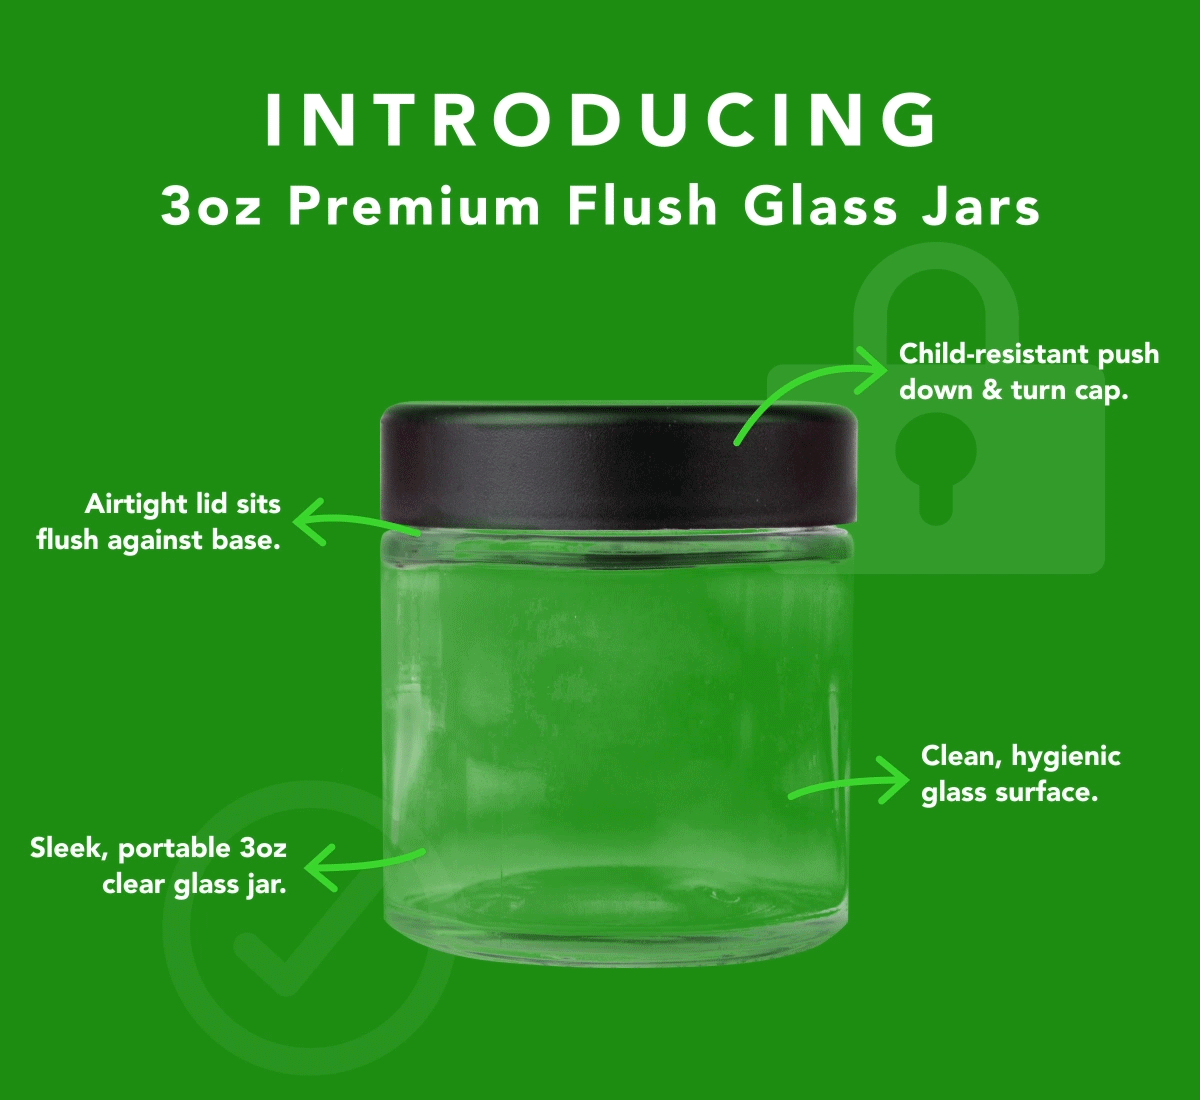 INTRODUCING
3oz Premium Flush Glass Jars
Child-resistant push
down & turn cap.
Airtight lid sits
flush against base.
Clean, hygienic
glass surface.
Sleek, portable 3oz
clear glass jar.